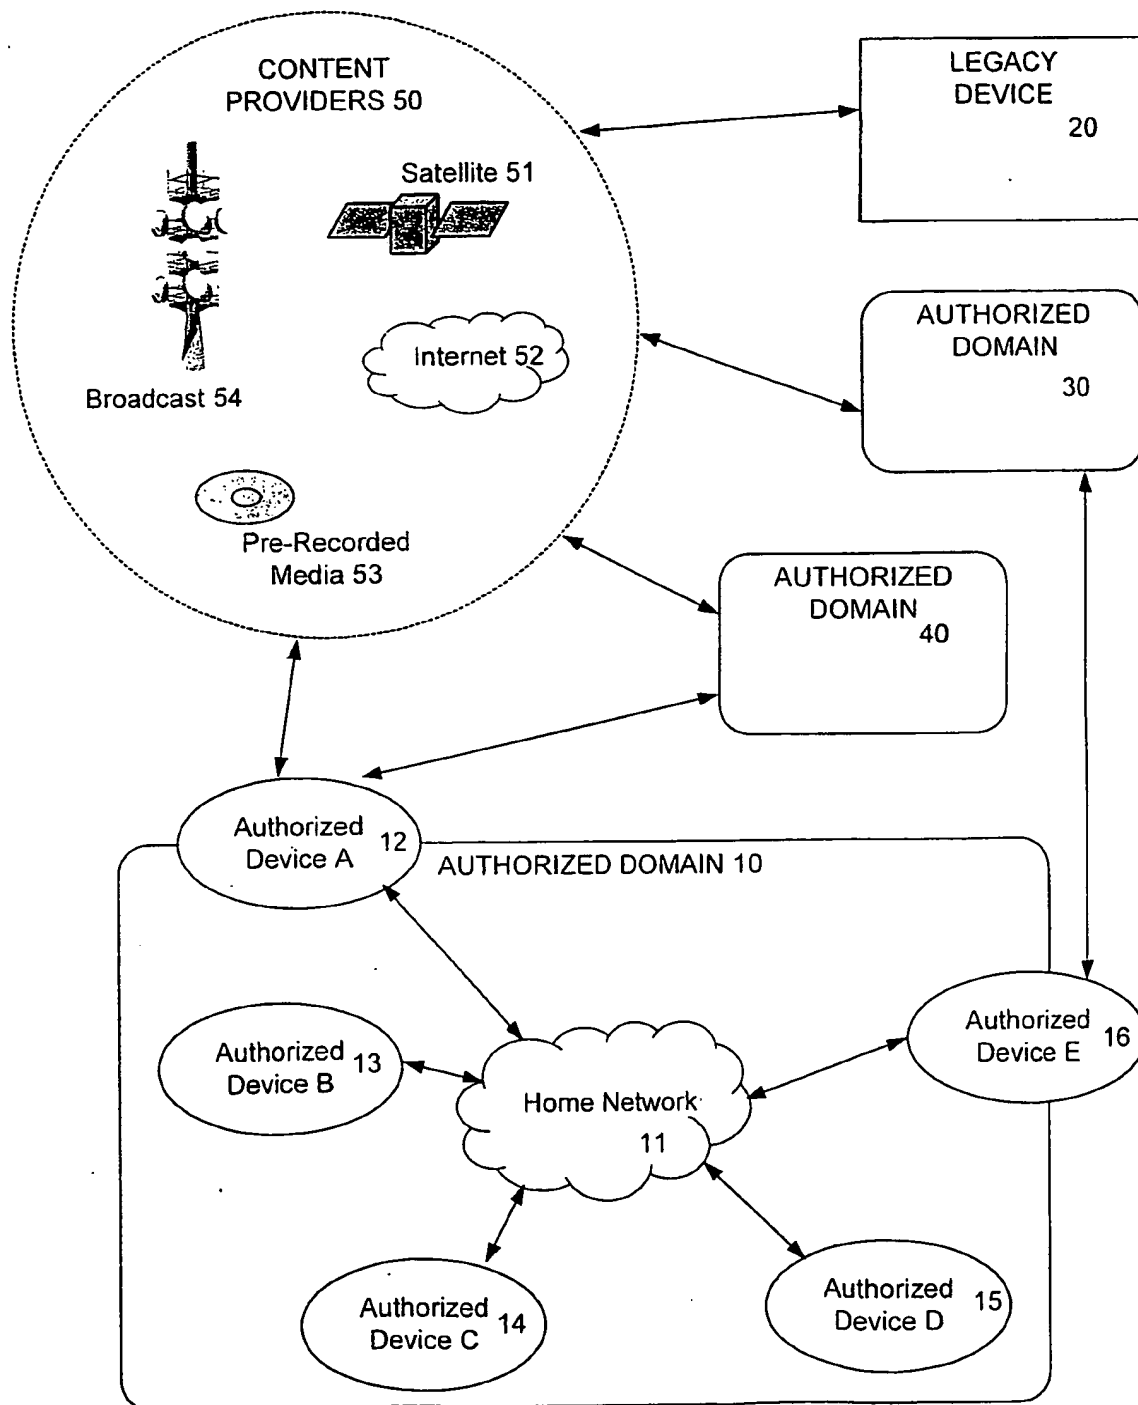 CONTENT
PROVIDERS 50
Satellite 51
Internet 52
Broadcast 54
Pre-Recorded
Media 53
LEGACY
DEVICE
20
AUTHORIZED
DOMAIN
30
AUTHORIZED
DOMAIN
40
Authorized
Device A
12
AUTHORIZED DOMAIN 10
Authorized
Device B
13
Home Network
11
Authorized
Device E
16
Authorized
Device C
14
Authorized
Device D
15